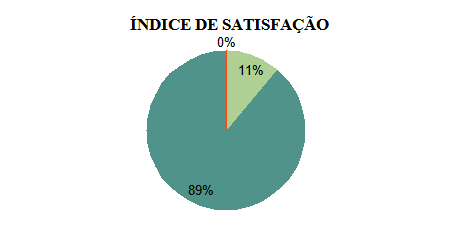 ÍNDICE DE SATISFAÇÃO
0%
11%
89%